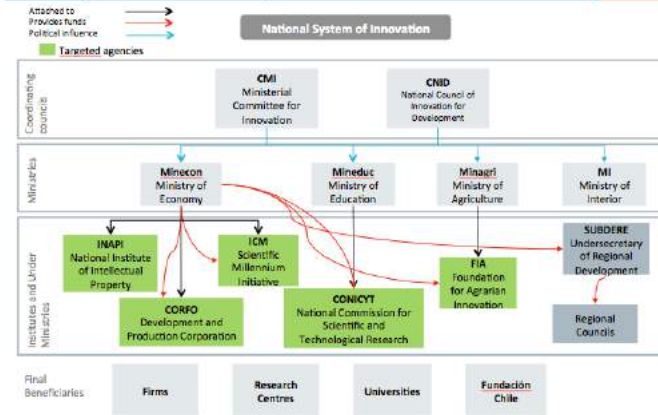 Attached to
Provides funds
Political influence
Targeted agencies
National System of Innovation
Coordinating
councils
CMI
Ministerial
Committee for
Innovation
CNID
National Council of
Innovation for
Development
Ministries
Minecon
Ministry of
Economy
Mineduc
Ministry of
Education
Minagri
Ministry of
Agriculture
MI
Ministry of
Interior
Institutes and Under
Ministries
INAPI
National Institute
of Intellectual
Property
ICM
Scientific
Millennium
Initiative
CORFO
Development and
Production Corporation
CONICYT
National Commission for
Scientific and
Technological Research
FIA
Foundation
for Agrarian
Innovation
SUBDERE
Undersecretary
of Regional
Development
Regional
Councils
Final
Beneficiaries
Firms
Research
Centres
Universities
Fundación
Chile